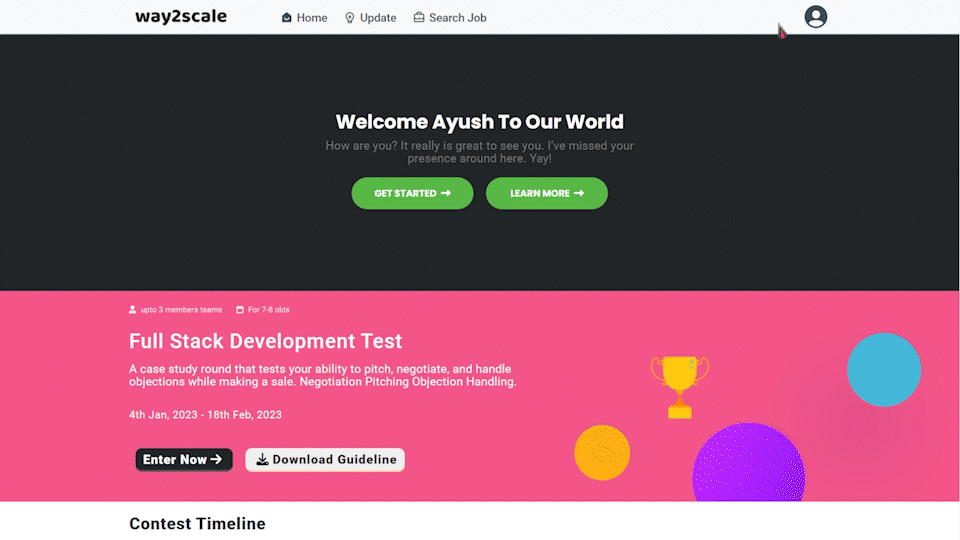 way2scale
Home
Update
Search Job
Welcome Ayush To Our World
How are you? It really is great to see you. I've missed your
presence around here. Yay!
GET STARTED
LEARN MORE
upto 3 members teams
For 7-8 olds
Full Stack Development Test
A case study round that tests your ability to pitch, negotiate, and handle
objections while making a sale. Negotiation Pitching Objection Handling.
4th Jan, 2023 - 18th Feb, 2023
Enter Now
Download Guideline
Contest Timeline